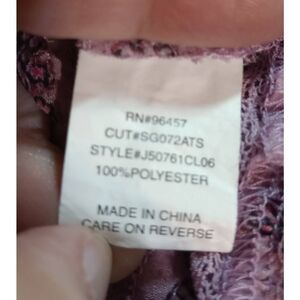 RN#96457
CUT#SG072ATS
STYLE#J50761CL06
100%POLYESTER
MADE IN CHINA
CARE ON REVERSE